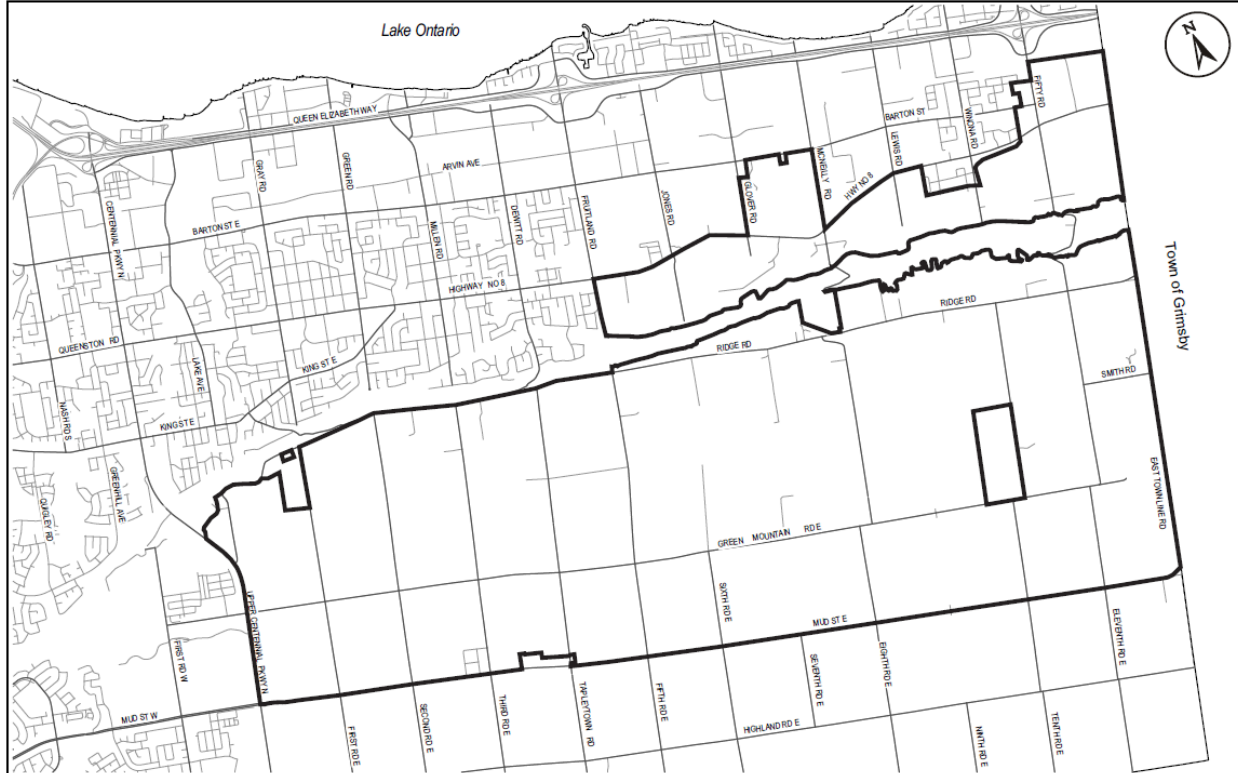 Lake Ontario
N
QUEEN ELIZABETH WAY
FIFTY RD
BARTON ST
WINONA RD
LEWIS RD
MCNEILLY RD
HWY NO 8
GLOVER RD
JONES RD
FRUITLAND RD
ARVIN AVE
GREEN RD
GRAY RD
CENTENNIAL PKWY N
BARTON ST E
MILLEN RD
DEWITT RD
HIGHWAY NO 8
QUEENSTON RD
LAKE AVE
KING ST E
KING ST E
NASH RD S
GREENHILL AVE
QUIGLEY RD
RIDGE RD
RIDGE RD
Town of Grimsby
SMITH RD
EAST TOWN LINE RD
GREEN MOUNTAIN RD E
UPPER CENTENNIAL PKWY N
FIRST RD W
MUD ST W
MUD ST E
FIRST RD E
SECOND RD E
THIRD RD E
TAPLEYTOWN RD
FIFTH RD E
SIXTH RD E
SEVENTH RD E
EIGHTH RD E
HIGHLAND RD E
NINTH RD E
TENTH RD E
ELEVENTH RD E